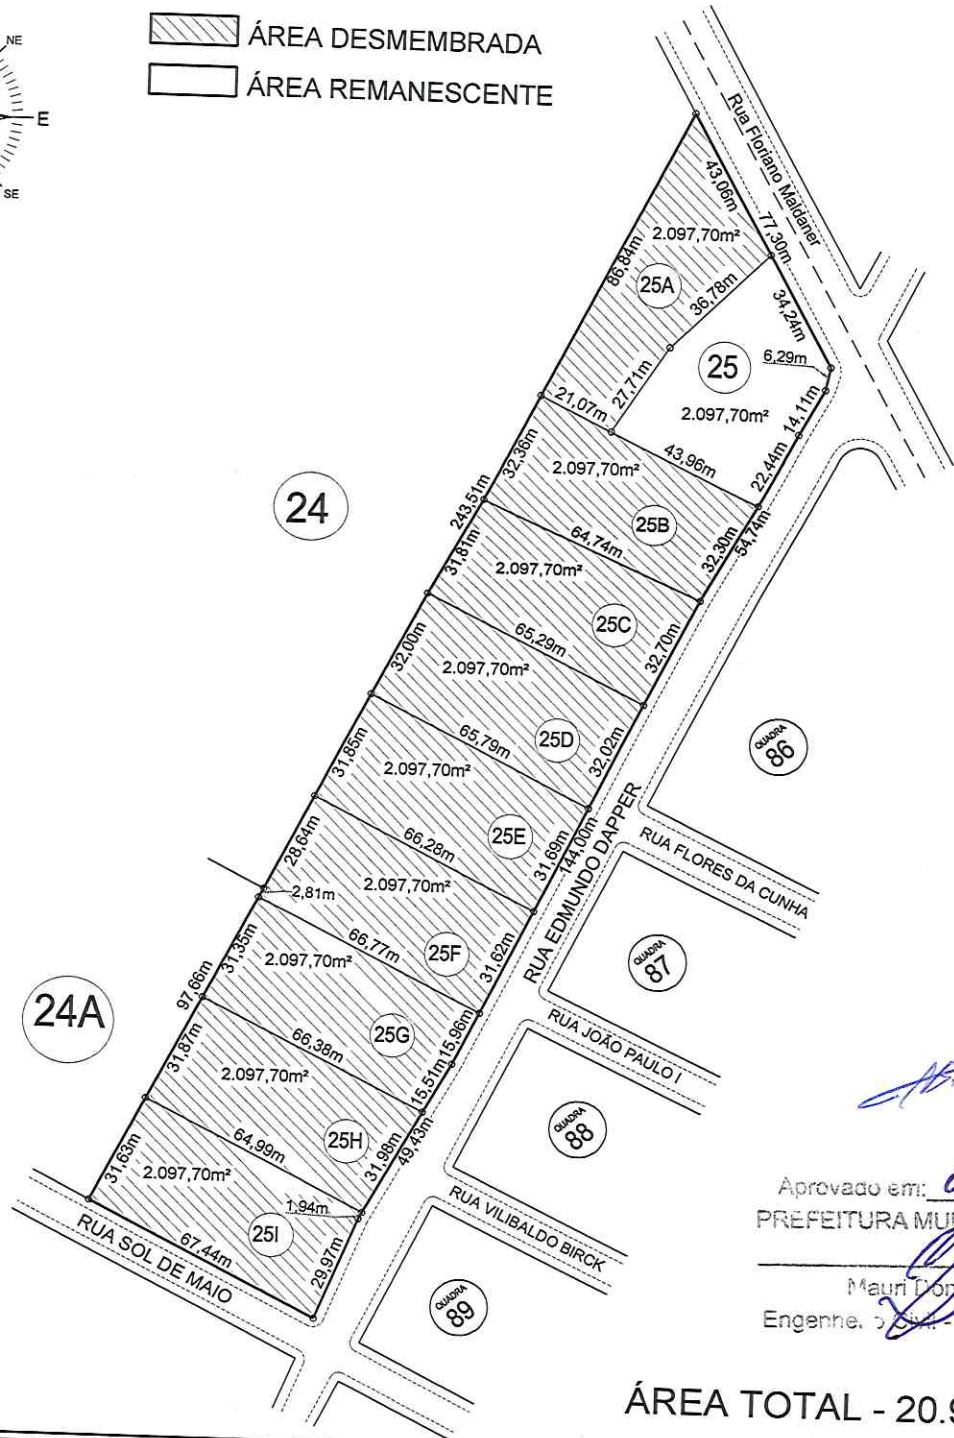 NE
E
SE
ÁREA DESMEMBRADA
ÁREA REMANESCENTE
Rua Floriano Maldaner
43,06m
77,30m
34,24m
2.097,70m²
86,84m
25A
36,78m
27,71m
25
6,29m
2.097,70m²
14,11m
21,07m
43,96m
22,44m
54,74m
24
243,51m
32,36m
2.097,70m²
25B
32,30m
64,74m
31,81m
2.097,70m²
25C
32,70m
65,29m
32,00m
2.097,70m²
25D
32,02m
65,79m
31,85m
2.097,70m²
25E
31,69m
144,00m
66,28m
28,64m
2,81m
2.097,70m²
25F
31,62m
66,77m
31,35m
97,66m
2.097,70m²
25G
15,96m
15,51m
49,43m
66,38m
24A
31,87m
2.097,70m²
25H
31,98m
64,99m
31,63m
2.097,70m²
1,94m
25I
29,97m
67,44m
RUA SOL DE MAIO
RUA EDMUNDO DAPPER
QUADRA
86
RUA FLORES DA CUNHA
QUADRA
87
RUA JOÃO PAULO I
QUADRA
88
RUA VILIBALDO BIRCK
QUADRA
89
Aprovado em:
PREFEITURA MU
Mauri Do
Engenhe o Civil -
ÁREA TOTAL - 20.9